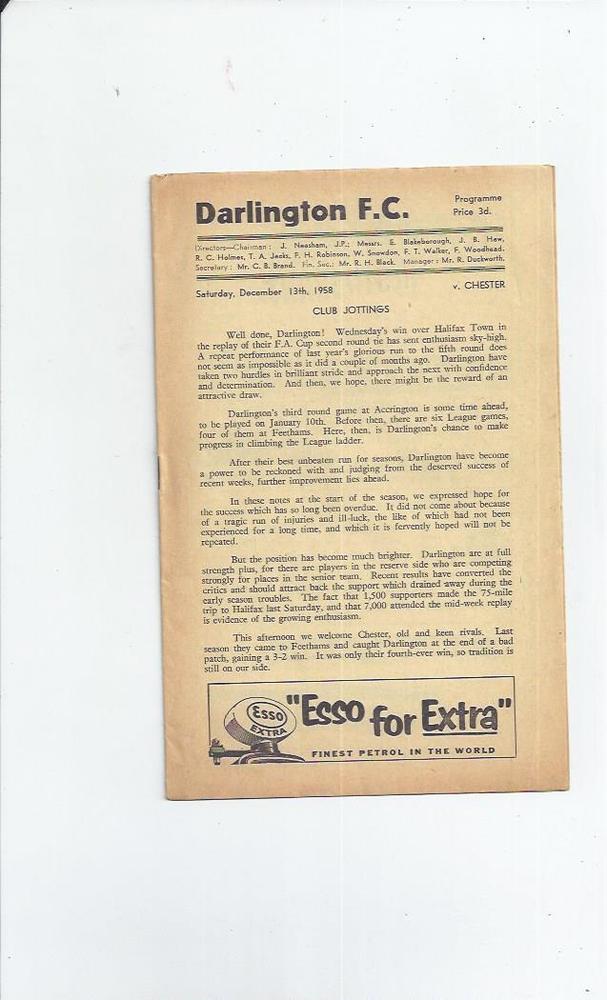 Darlington F.C.
Programme
Price 3d.
Directors—Chairman: J. Neasham, J.P.; Messrs. E. Blakeborough, J. B. Haw,
R. C. Holmes, T. A. Jacks, F. H. Robinson, W. Snowdon, F. T. Walker, F. Woodhead.
Secretary: Mr. C. B. Brand. Fin. Sec.: Mr. R. H. Black. Manager: Mr. R. Duckworth.
Saturday, December 13th, 1958
v. CHESTER
CLUB JOTTINGS
Well done, Darlington! Wednesday's win over Halifax Town in
the replay of their F.A. Cup second round tie has sent enthusiasm sky-high.
A repeat performance of last year's glorious run to the fifth round does
not seem as impossible as it did a couple of months ago. Darlington have
taken two hurdles in brilliant stride and approach the next with confidence
and determination. And then, we hope, there might be the reward of an
attractive draw.
Darlington's third round game at Accrington is some time ahead,
to be played on January 10th. Before then, there are six League games,
four of them at Feethams. Here, then, is Darlington's chance to make
progress in climbing the League ladder.
After their best unbeaten run for seasons, Darlington have become
a power to be reckoned with and judging from the deserved success of
recent weeks, further improvement lies ahead.
In these notes at the start of the season, we expressed hope for
the success which has so long been overdue. It did not come about because
of a tragic run of injuries and ill-luck, the like of which had not been
experienced for a long time, and which it is fervently hoped will not be
repeated.
But the position has become much brighter. Darlington are at full
strength plus, for there are players in the reserve side who are competing
strongly for places in the senior team. Recent results have converted the
critics and should attract back the support which drained away during the
early season troubles. The fact that 1,500 supporters made the 75-mile
trip to Halifax last Saturday, and that 7,000 attended the mid-week replay
is evidence of the growing enthusiasm.
This afternoon we welcome Chester, old and keen rivals. Last
season they came to Feethams and caught Darlington at the end of a bad
patch, gaining a 3-2 win. It was only their fourth-ever win, so tradition is
still on our side.
ESSO
EXTRA
"Esso for Extra"
FINEST PETROL IN THE WORLD